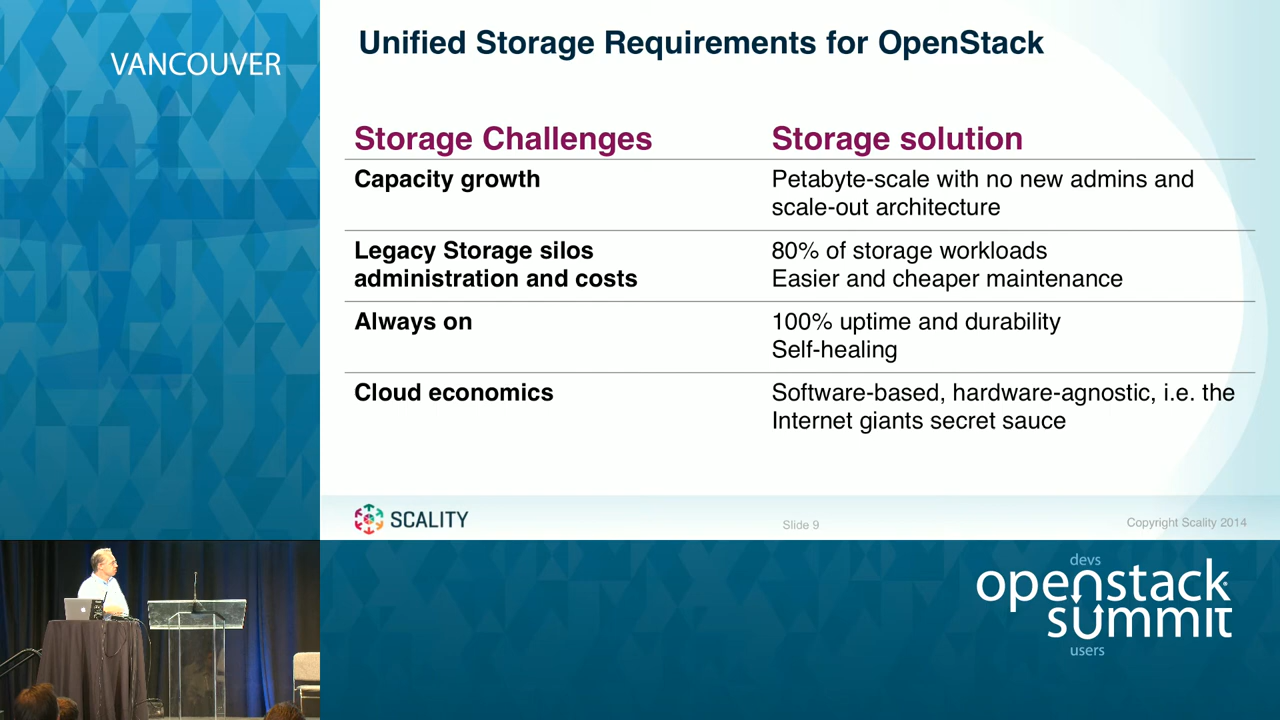 VANCOUVER
Unified Storage Requirements for OpenStack
Storage Challenges
Storage solution
Capacity growth
Petabyte-scale with no new admins and
scale-out architecture
Legacy Storage silos
administration and costs
80% of storage workloads
Easier and cheaper maintenance
Always on
100% uptime and durability
Self-healing
Cloud economics
Software-based, hardware-agnostic, i.e. the
Internet giants secret sauce
SCALITY
Slide 9
Copyright Scality 2014
devs
openstack
summit
users